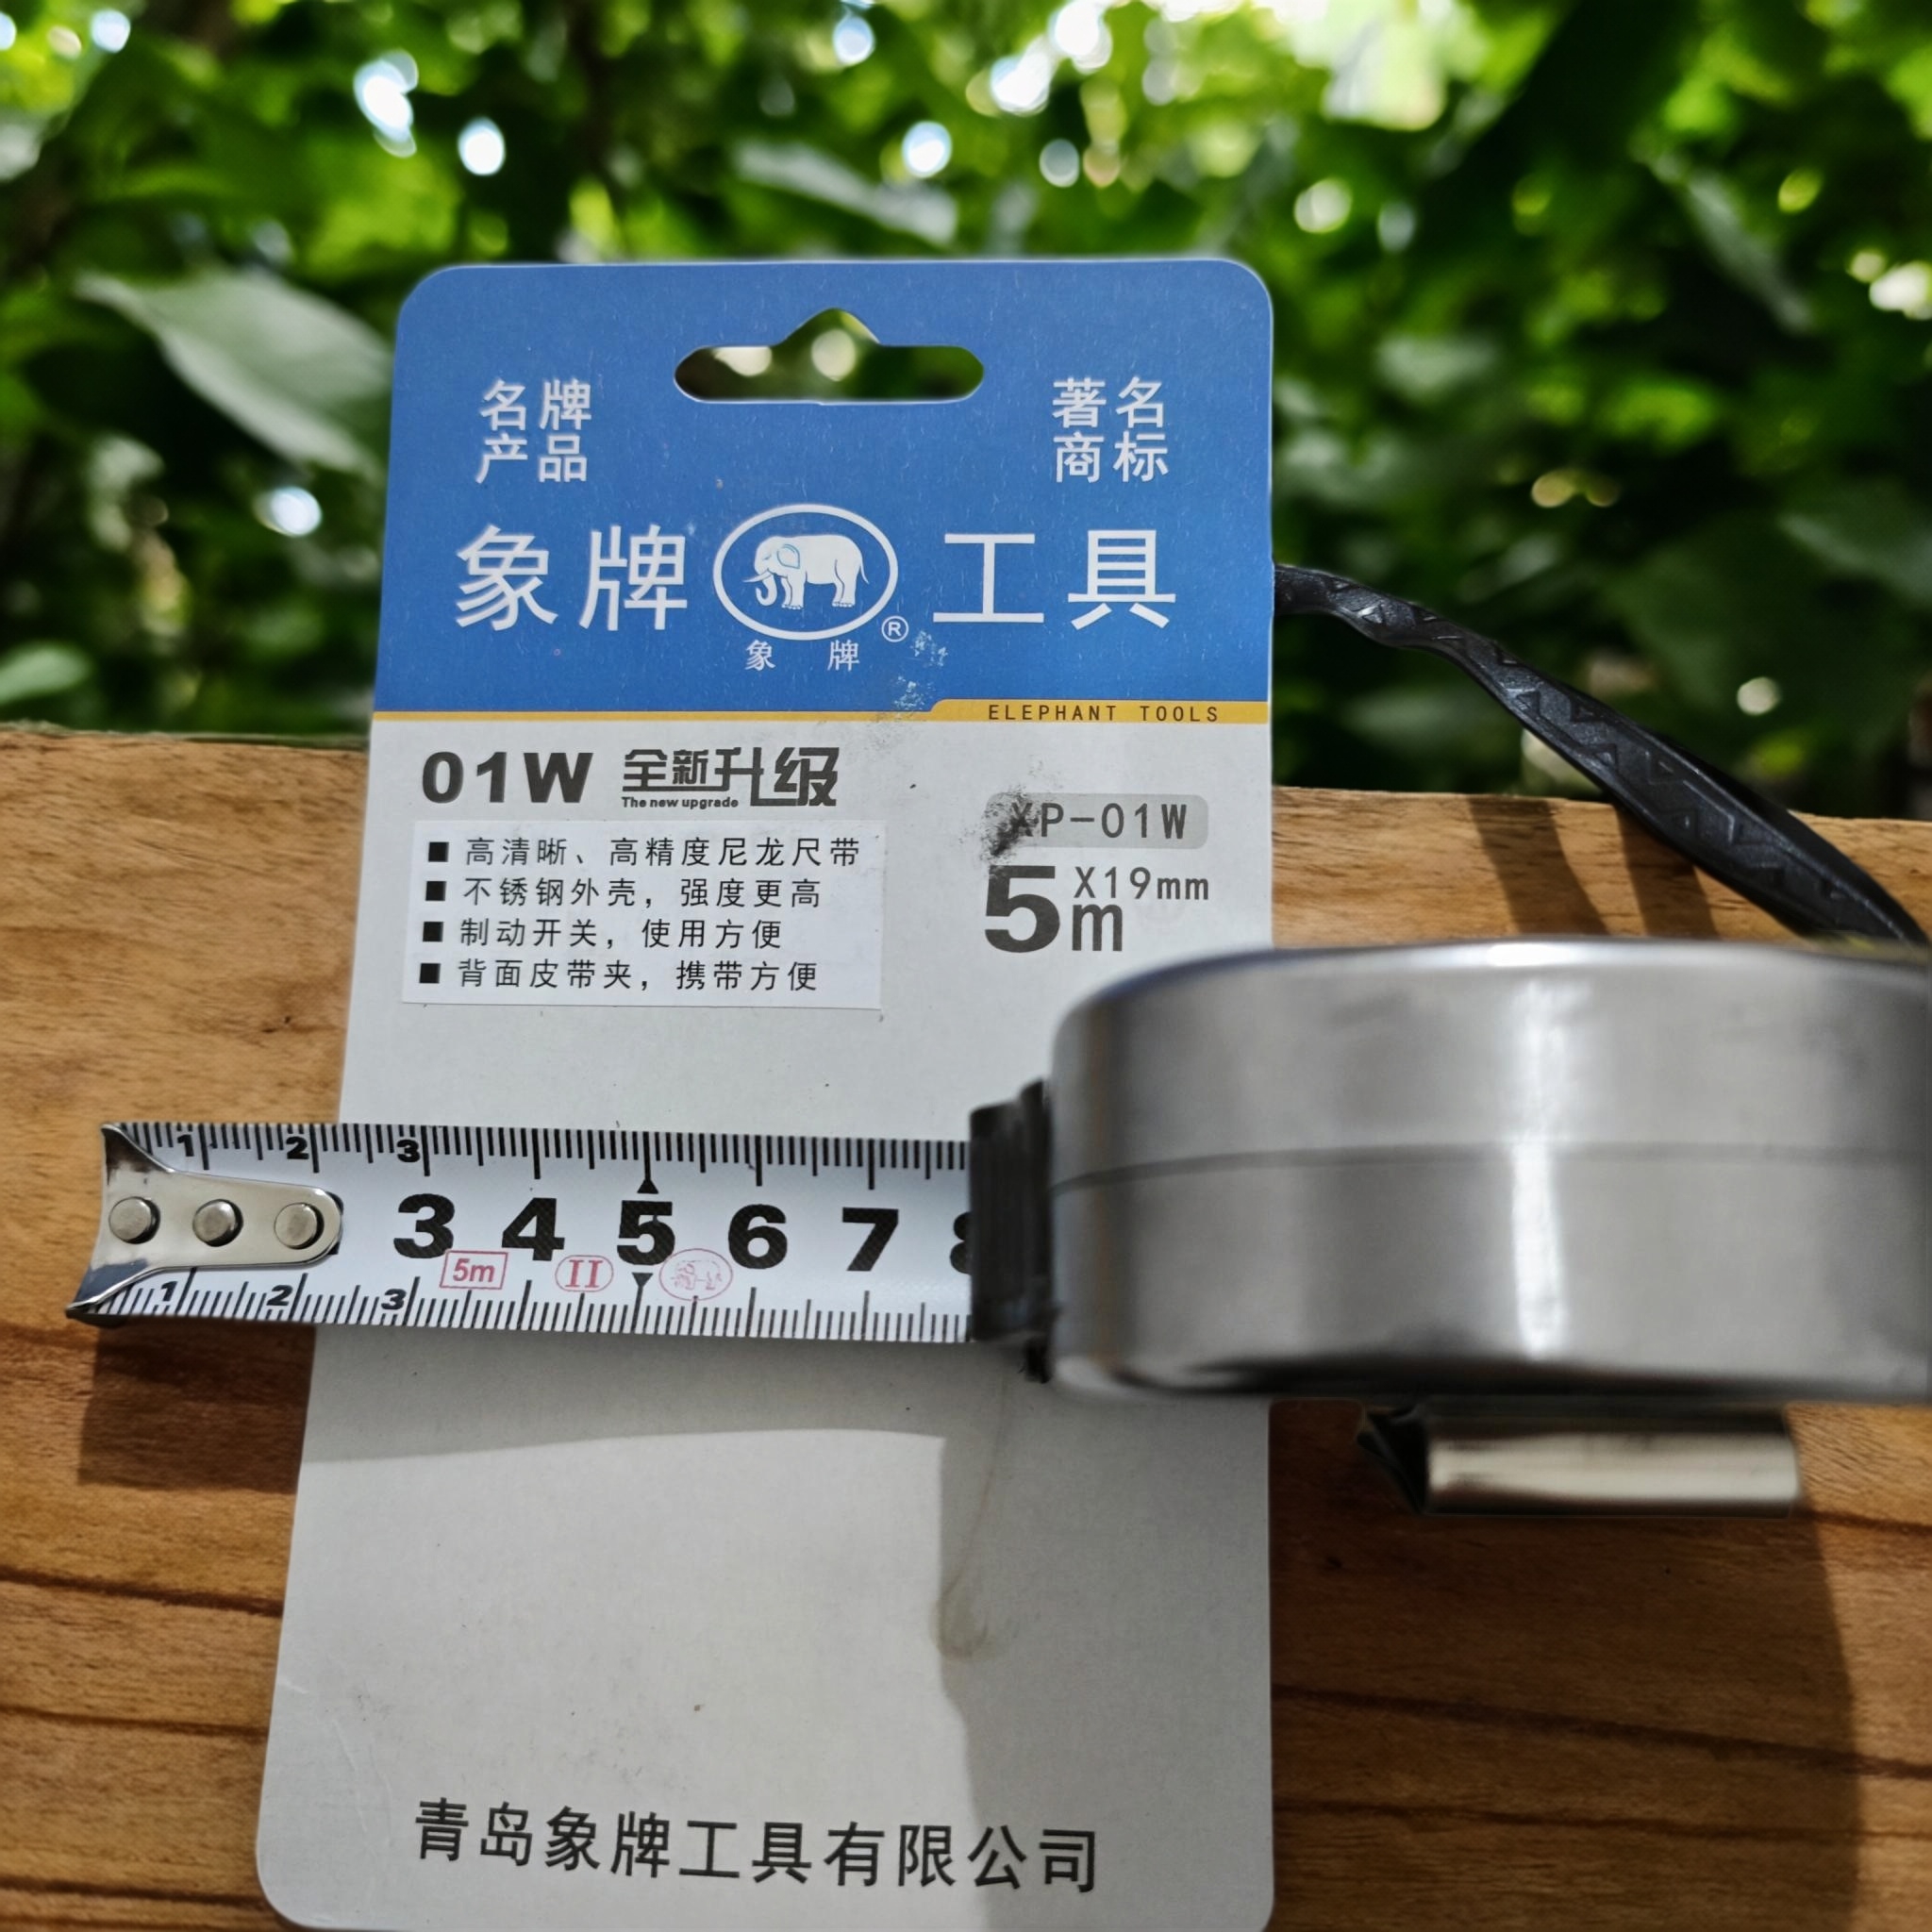 名牌 著名
产品 商标
象牌 工具
®
象牌
ELEPHANT TOOLS
01W 全新升级
The new upgrade
XP-01W
■ 高清晰、高精度尼龙尺带
■ 不锈钢外壳，强度更高
■ 制动开关，使用方便
■ 背面皮带夹，携带方便
5m X19mm
1 2 3
3 4 5 6 7 8
5m II
1 2 3
青岛象牌工具有限公司